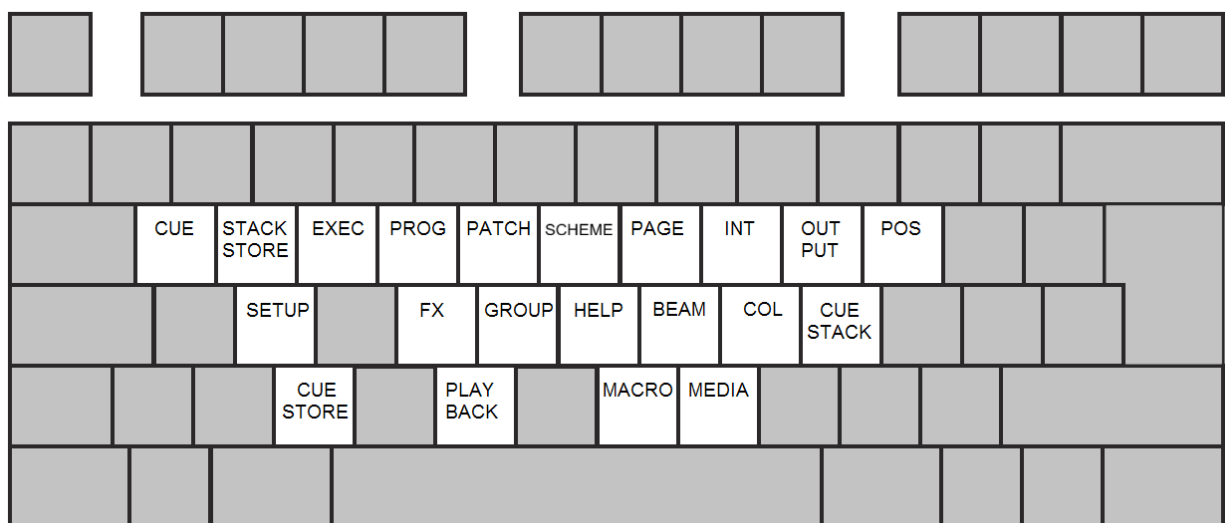 CUE
STACK
STORE
EXEC
PROG
PATCH
SCHEME
PAGE
INT
OUT
PUT
POS
SETUP
FX
GROUP
HELP
BEAM
COL
CUE
STACK
CUE
STORE
PLAY
BACK
MACRO
MEDIA